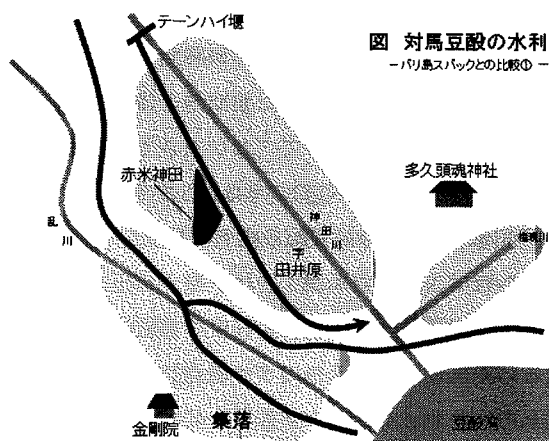 テーンハイ堰
図 対馬豆酘の水利
－バリ島スバックとの比較①－
赤米神田
多久頭魂神社
乱川
神田川
字
田井原
金剛院
集落
豆酘湾